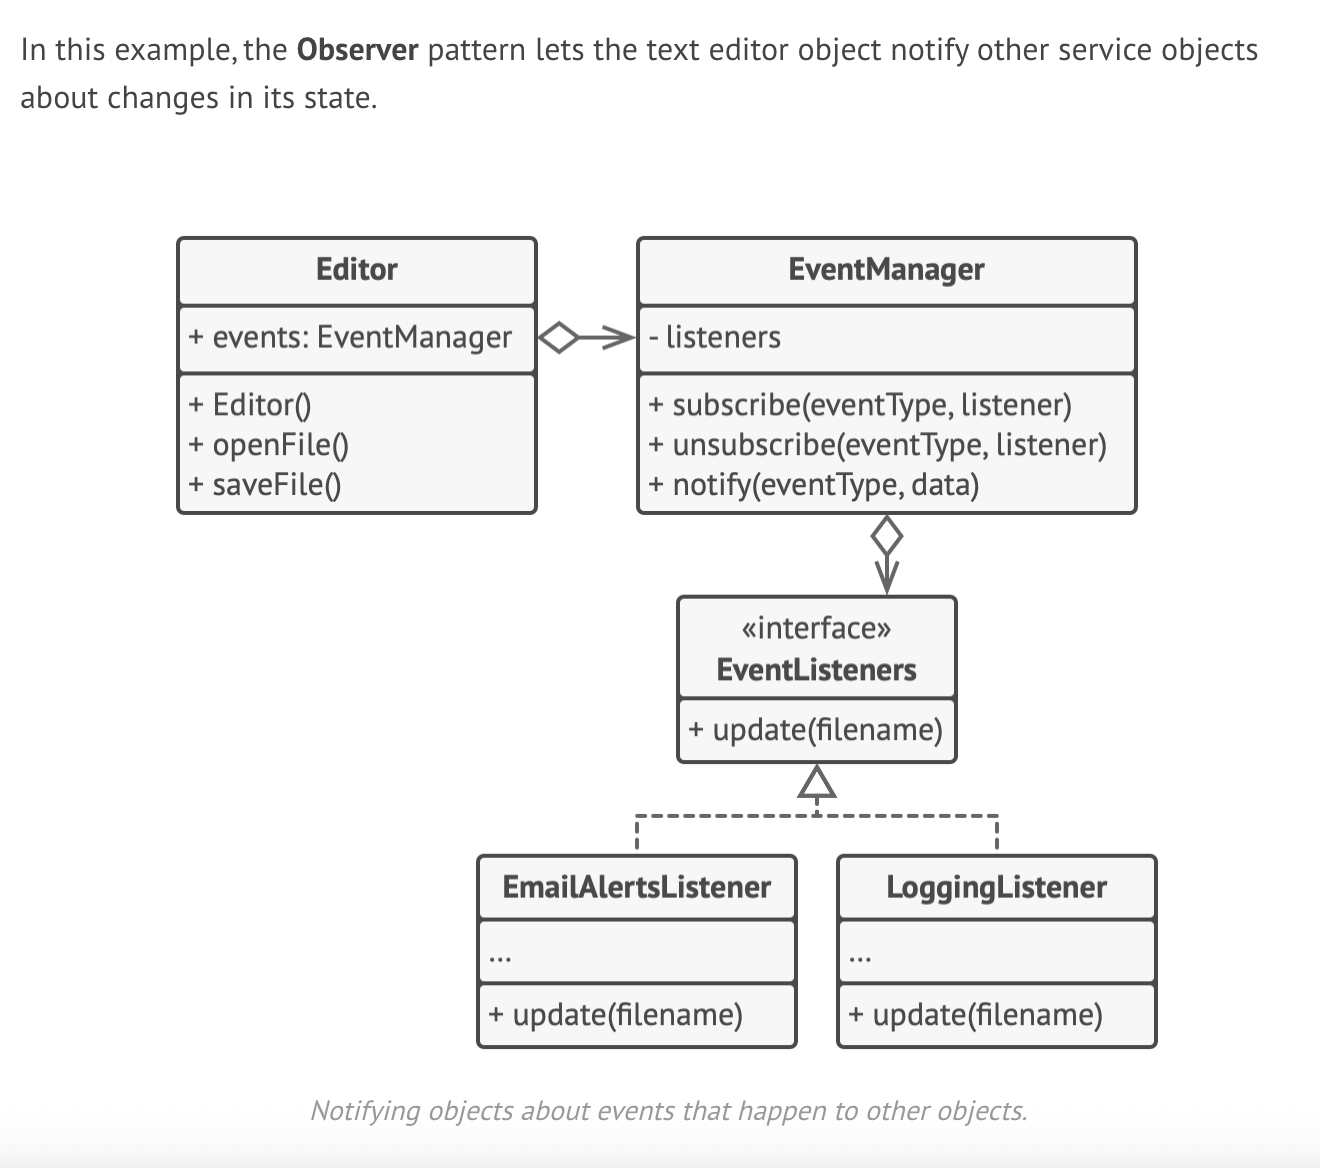 In this example, the Observer pattern lets the text editor object notify other service objects
about changes in its state.
Editor
+ events: EventManager
+ Editor()
+ openFile()
+ saveFile()
EventManager
- listeners
+ subscribe(eventType, listener)
+ unsubscribe(eventType, listener)
+ notify(eventType, data)
«interface»
EventListeners
+ update(filename)
EmailAlertsListener
...
+ update(filename)
LoggingListener
...
+ update(filename)
Notifying objects about events that happen to other objects.